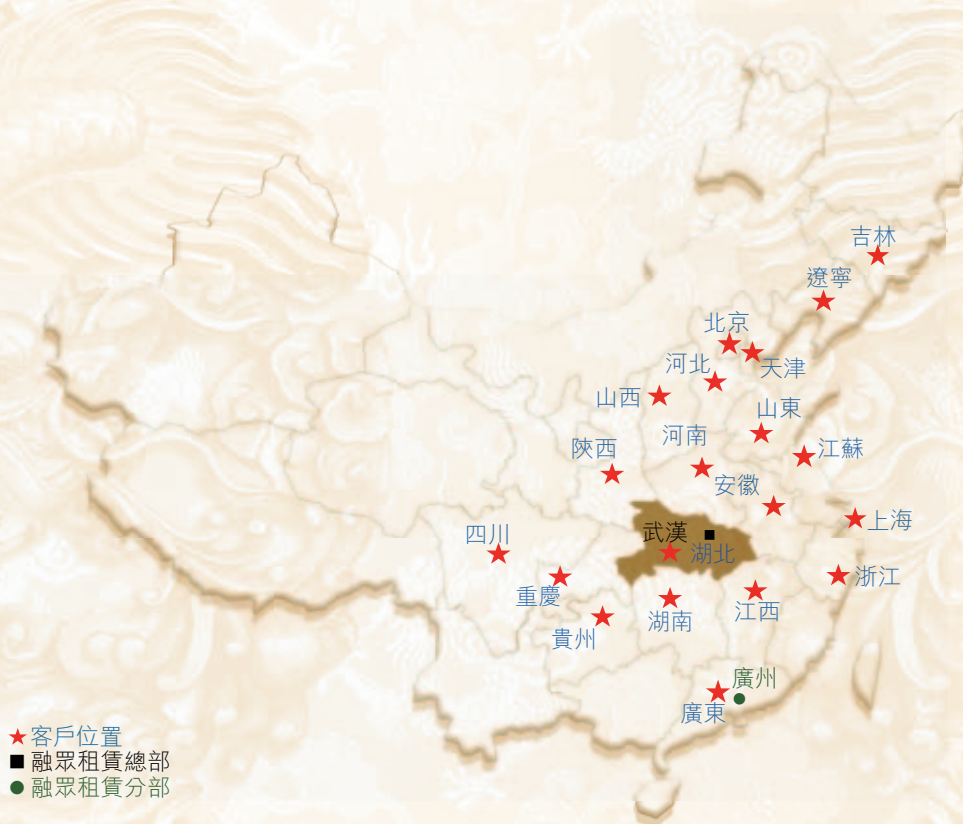 吉林
遼寧
北京
天津
河北
山西
山東
河南
江蘇
陝西
安徽
上海
四川
武漢
湖北
浙江
重慶
湖南
江西
貴州
廣州
廣東
客戶位置
融眾租賃總部
融眾租賃分部